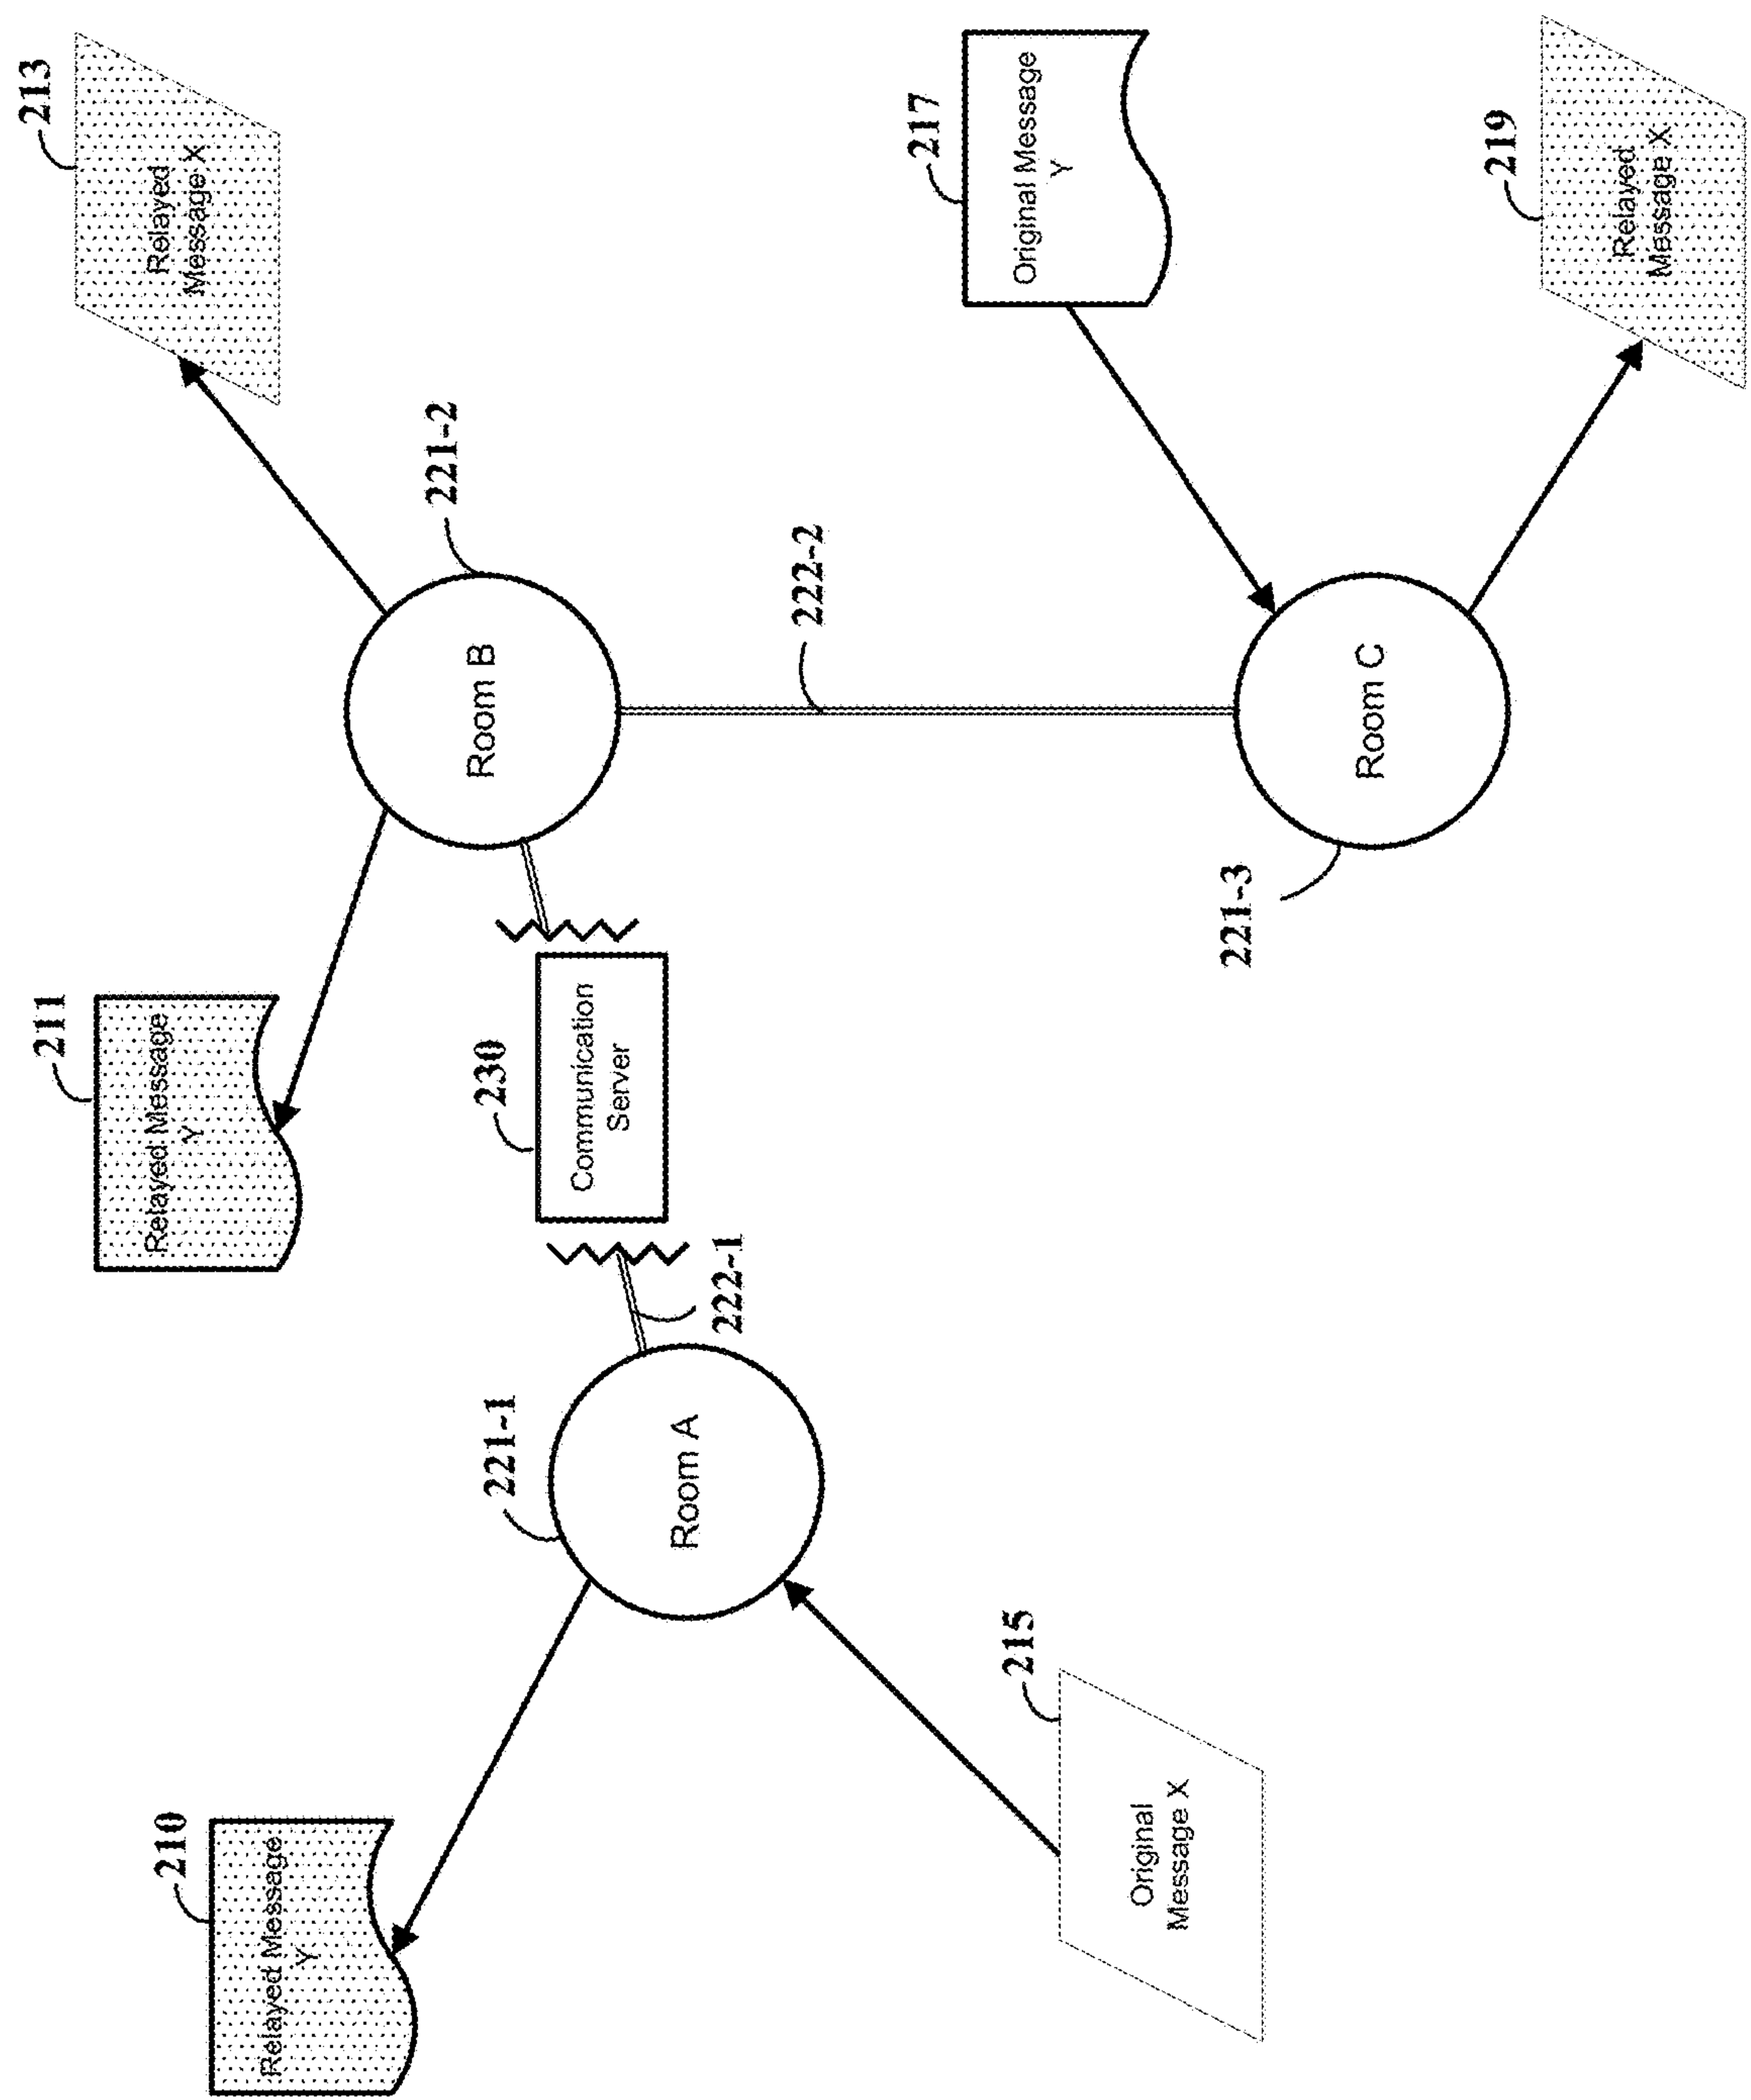 213
211
Relayed Message
Y
Relayed
Message X
210
Relayed Message
Y
221-2
Room B
230
221-1
Communication
Server
Room A
222-1
222-2
217
215
Original Message
Y
Original
Message X
221-3
Room C
219
Relayed
Message X